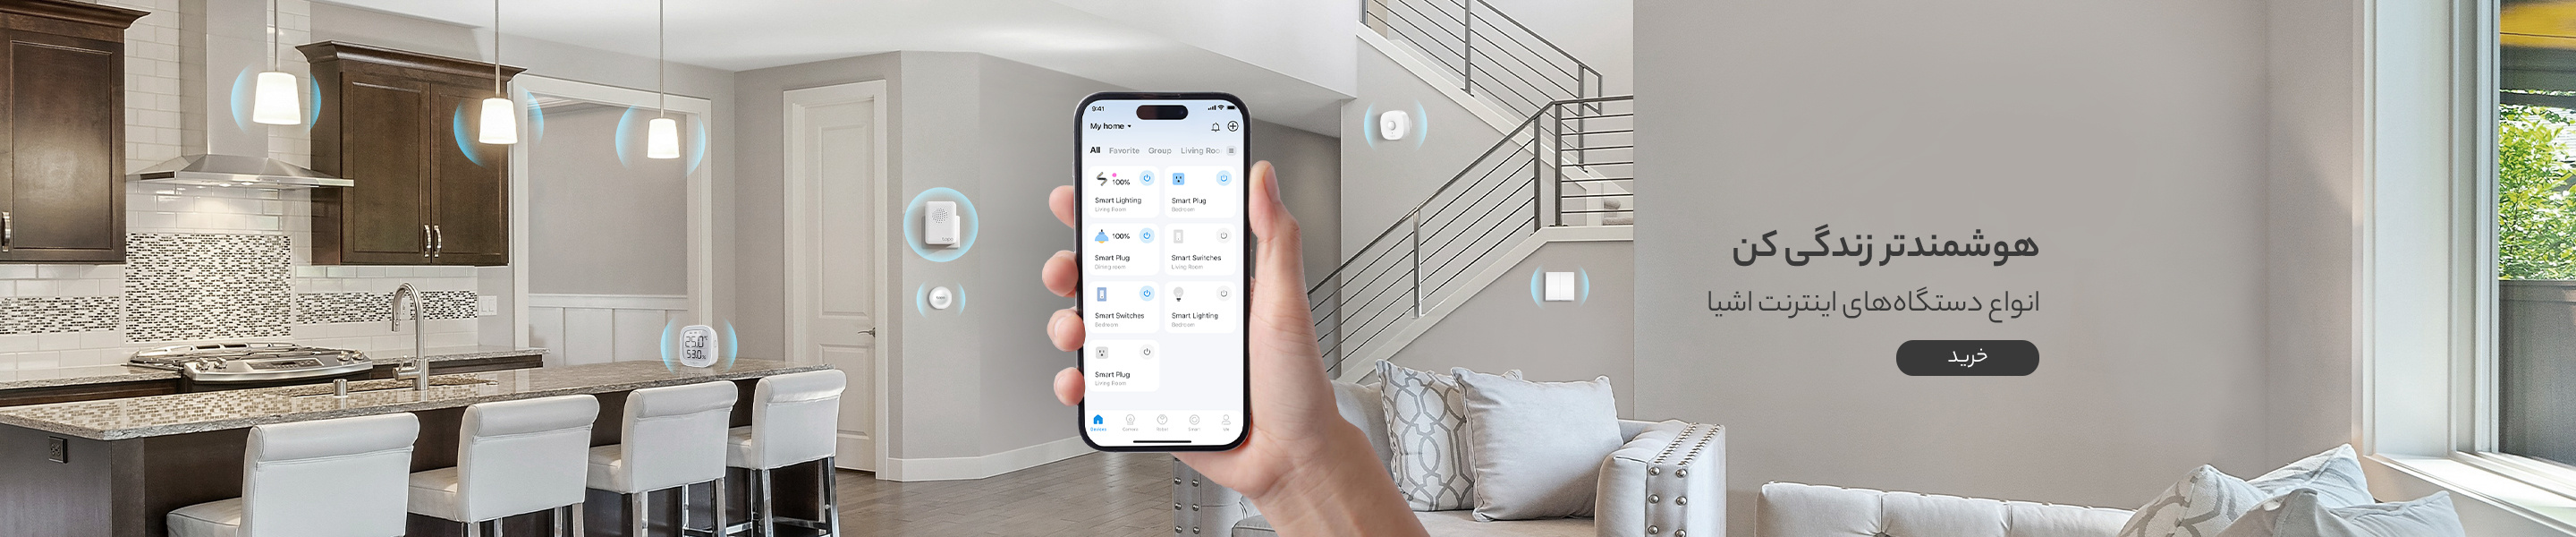 هوشمندتر زندگی کن
انواع دستگاه‌های اینترنت اشیا
خرید
9:41
My home
All Favorite Group Living Roo
100%
Smart Lighting
Living Room
Smart Plug
Bedroom
100%
Smart Plug
Dining room
Smart Switches
Living Room
Smart Switches
Bedroom
Smart Lighting
Bedroom
Smart Plug
Living Room
25.0
53.0